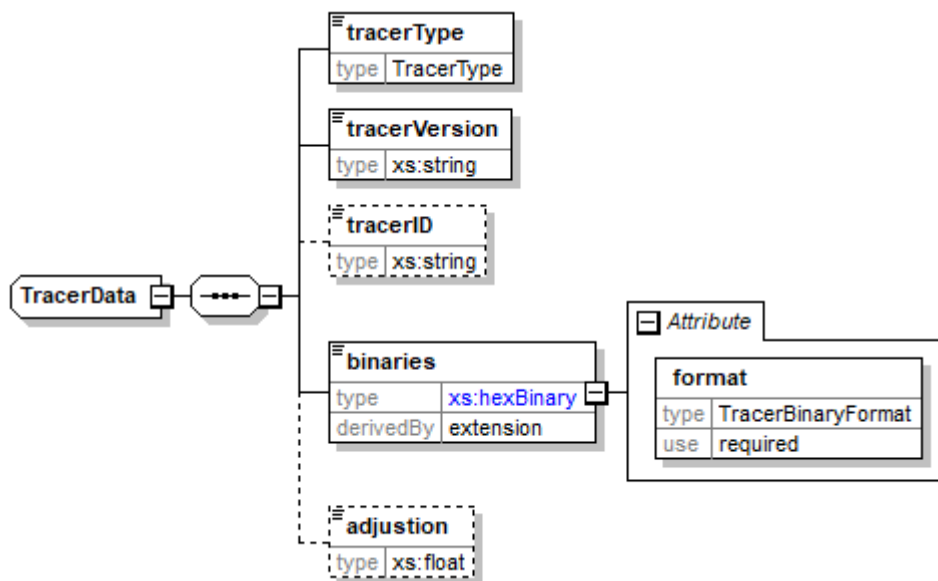 tracerType
type TracerType
tracerVersion
type xs:string
tracerID
type xs:string
TracerData
binaries
type xs:hexBinary
derivedBy extension
Attribute
format
type TracerBinaryFormat
use required
adjustion
type xs:float